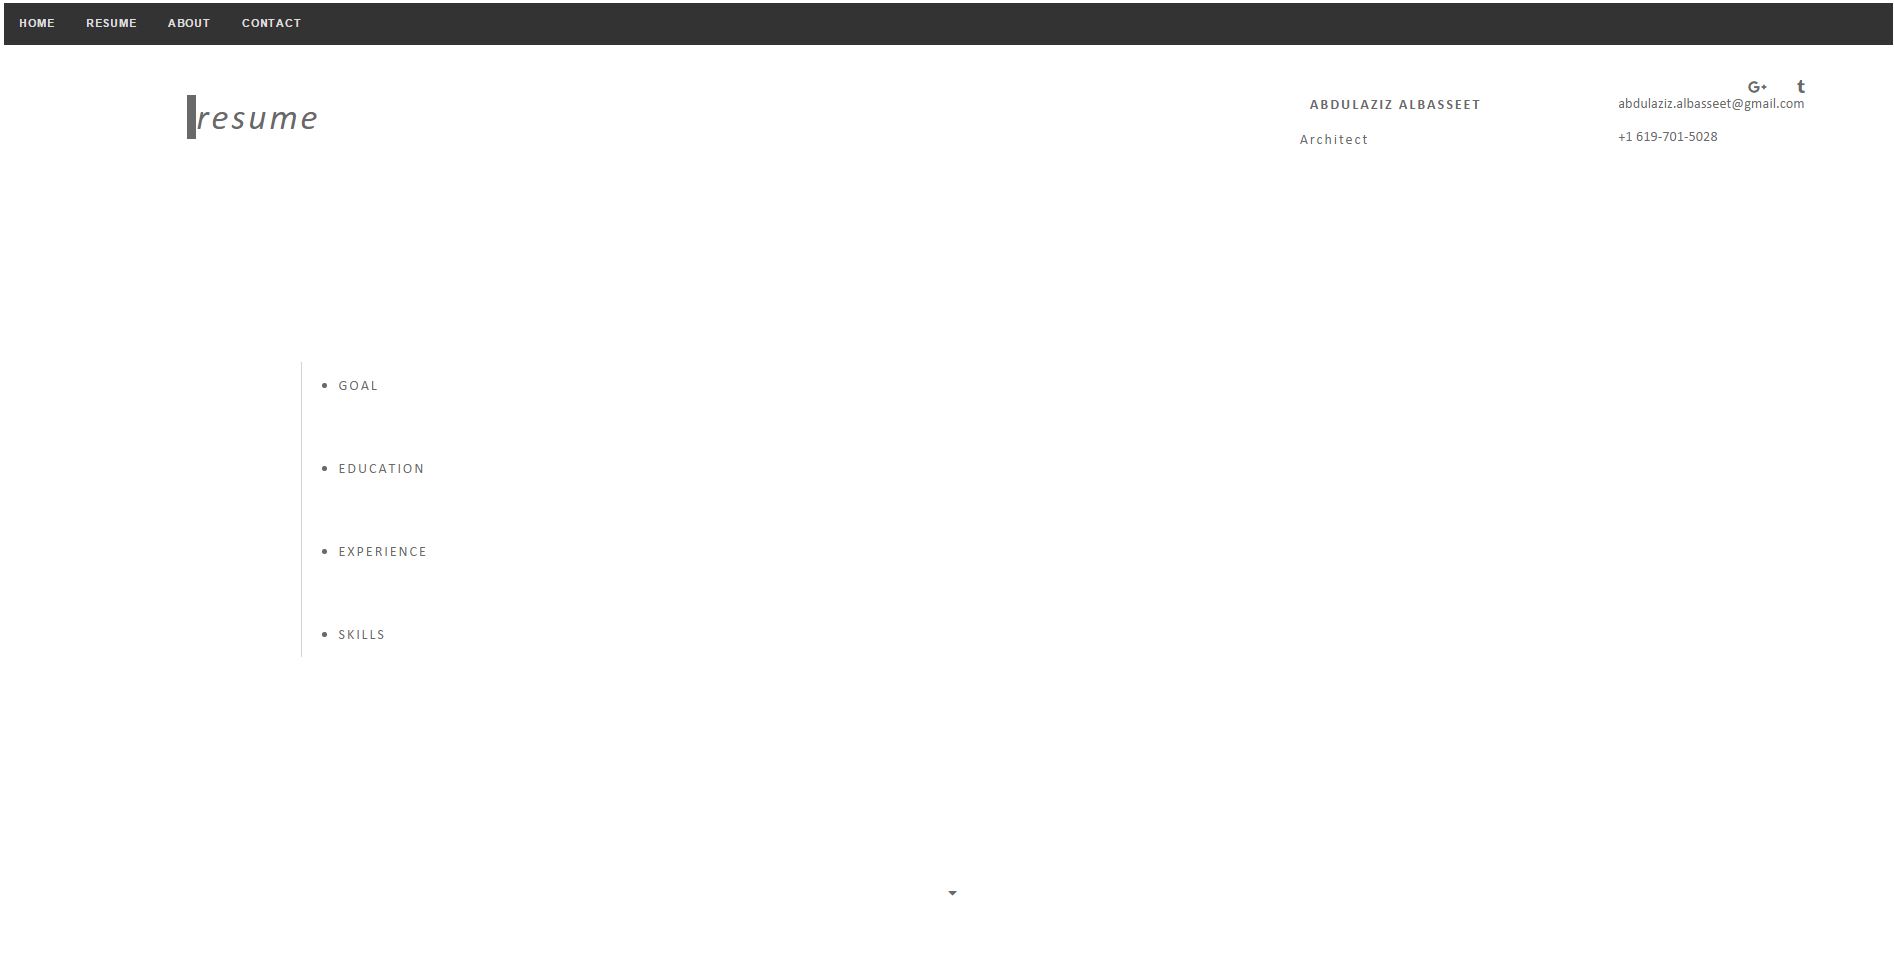 HOME RESUME ABOUT CONTACT
resume
ABDULAZIZ ALBASSEET
Architect
G+ t
abdulaziz.albasseet@gmail.com
+1 619-701-5028
GOAL
EDUCATION
EXPERIENCE
SKILLS